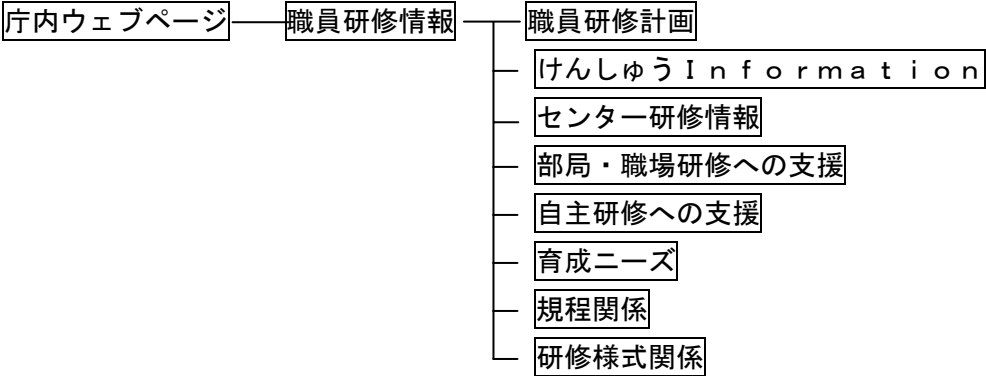 庁内ウェブページ 職員研修情報 職員研修計画
けんしゅうＩｎｆｏｒｍａｔｉｏｎ
センター研修情報
部局・職場研修への支援
自主研修への支援
育成ニーズ
規程関係
研修様式関係